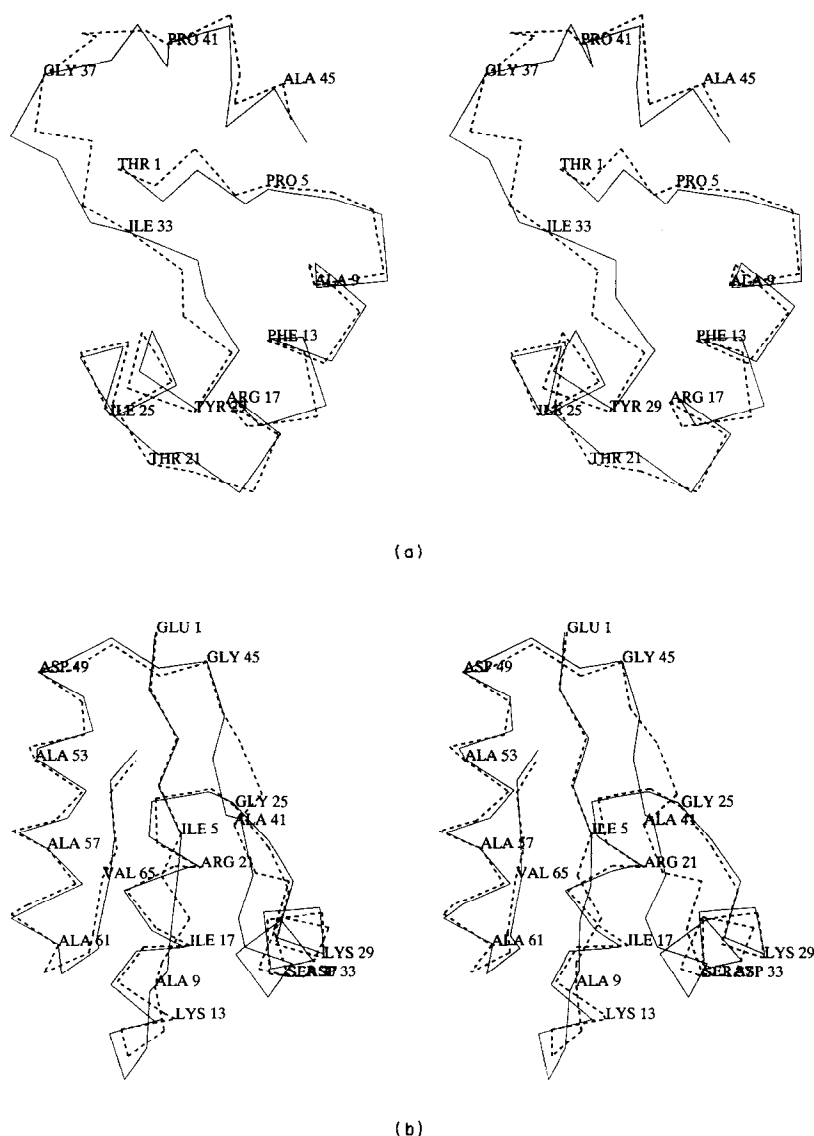 PRO 41 PRO 41
GLY 37 ALA 45 GLY 37 ALA 45
THR 1 PRO 5 THR 1 PRO 5
ILE 33 ILE 33
ALA 9 ALA 9
PHE 13 PHE 13
ARG 17 ARG 17
ILE 25 TYR 29 ILE 25 TYR 29
THR 21 THR 21
(a)
GLU 1 GLU 1
ASP 49 GLY 45 ASP 49 GLY 45
ALA 53 ALA 53
GLY 25 GLY 25
ALA 41 ALA 41
ALA 57 ILE 5 ALA 57 ILE 5
VAL 65 ARG 21 VAL 65 ARG 21
ALA 61 ILE 17 LYS 29 ALA 61 ILE 17 LYS 29
ALA 9 ALA 9 ASP 33
LYS 13 LYS 13
(b)